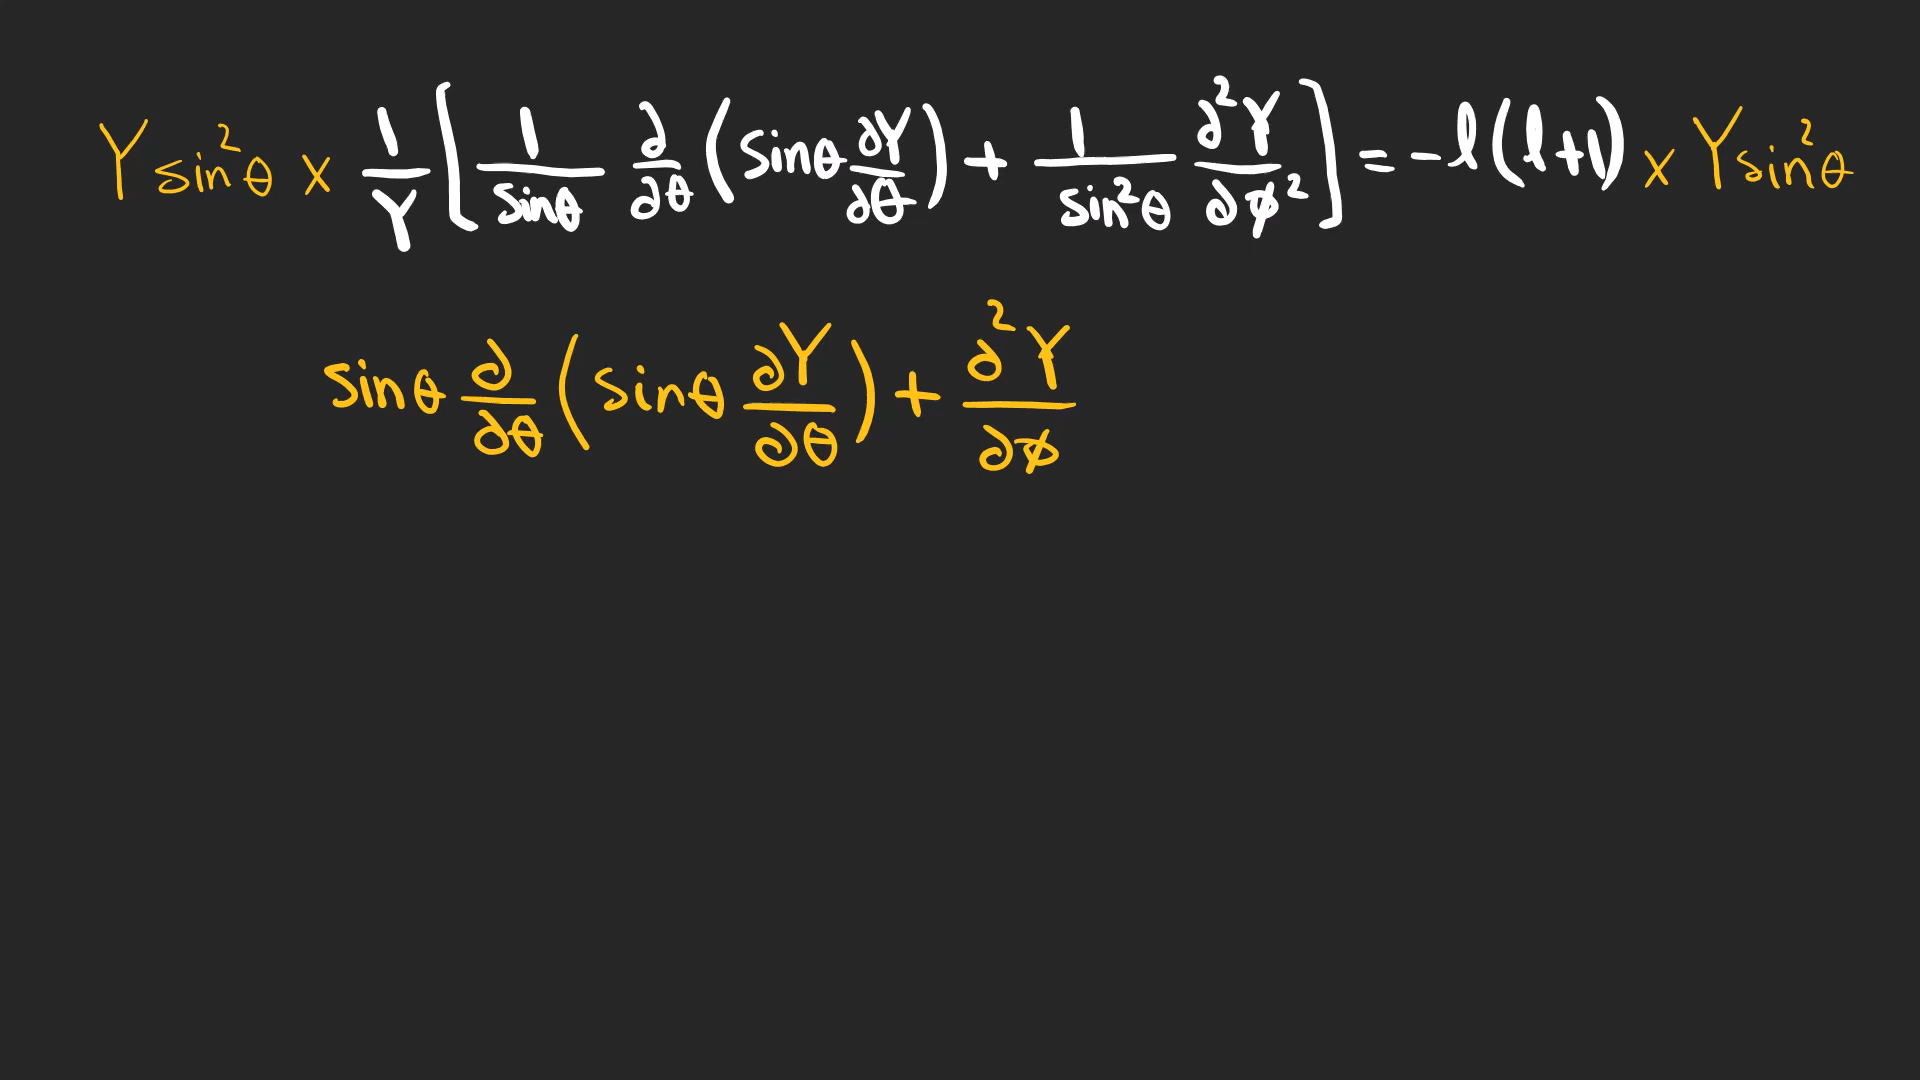 Y sin²θ × 1/Y [ 1/sinθ ∂/∂θ ( sinθ ∂Y/∂θ ) + 1/sin²θ ∂²Y/∂φ² ] = -l(l+1) × Y sin²θ
sinθ ∂/∂θ ( sinθ ∂Y/∂θ ) + ∂²Y/∂φ